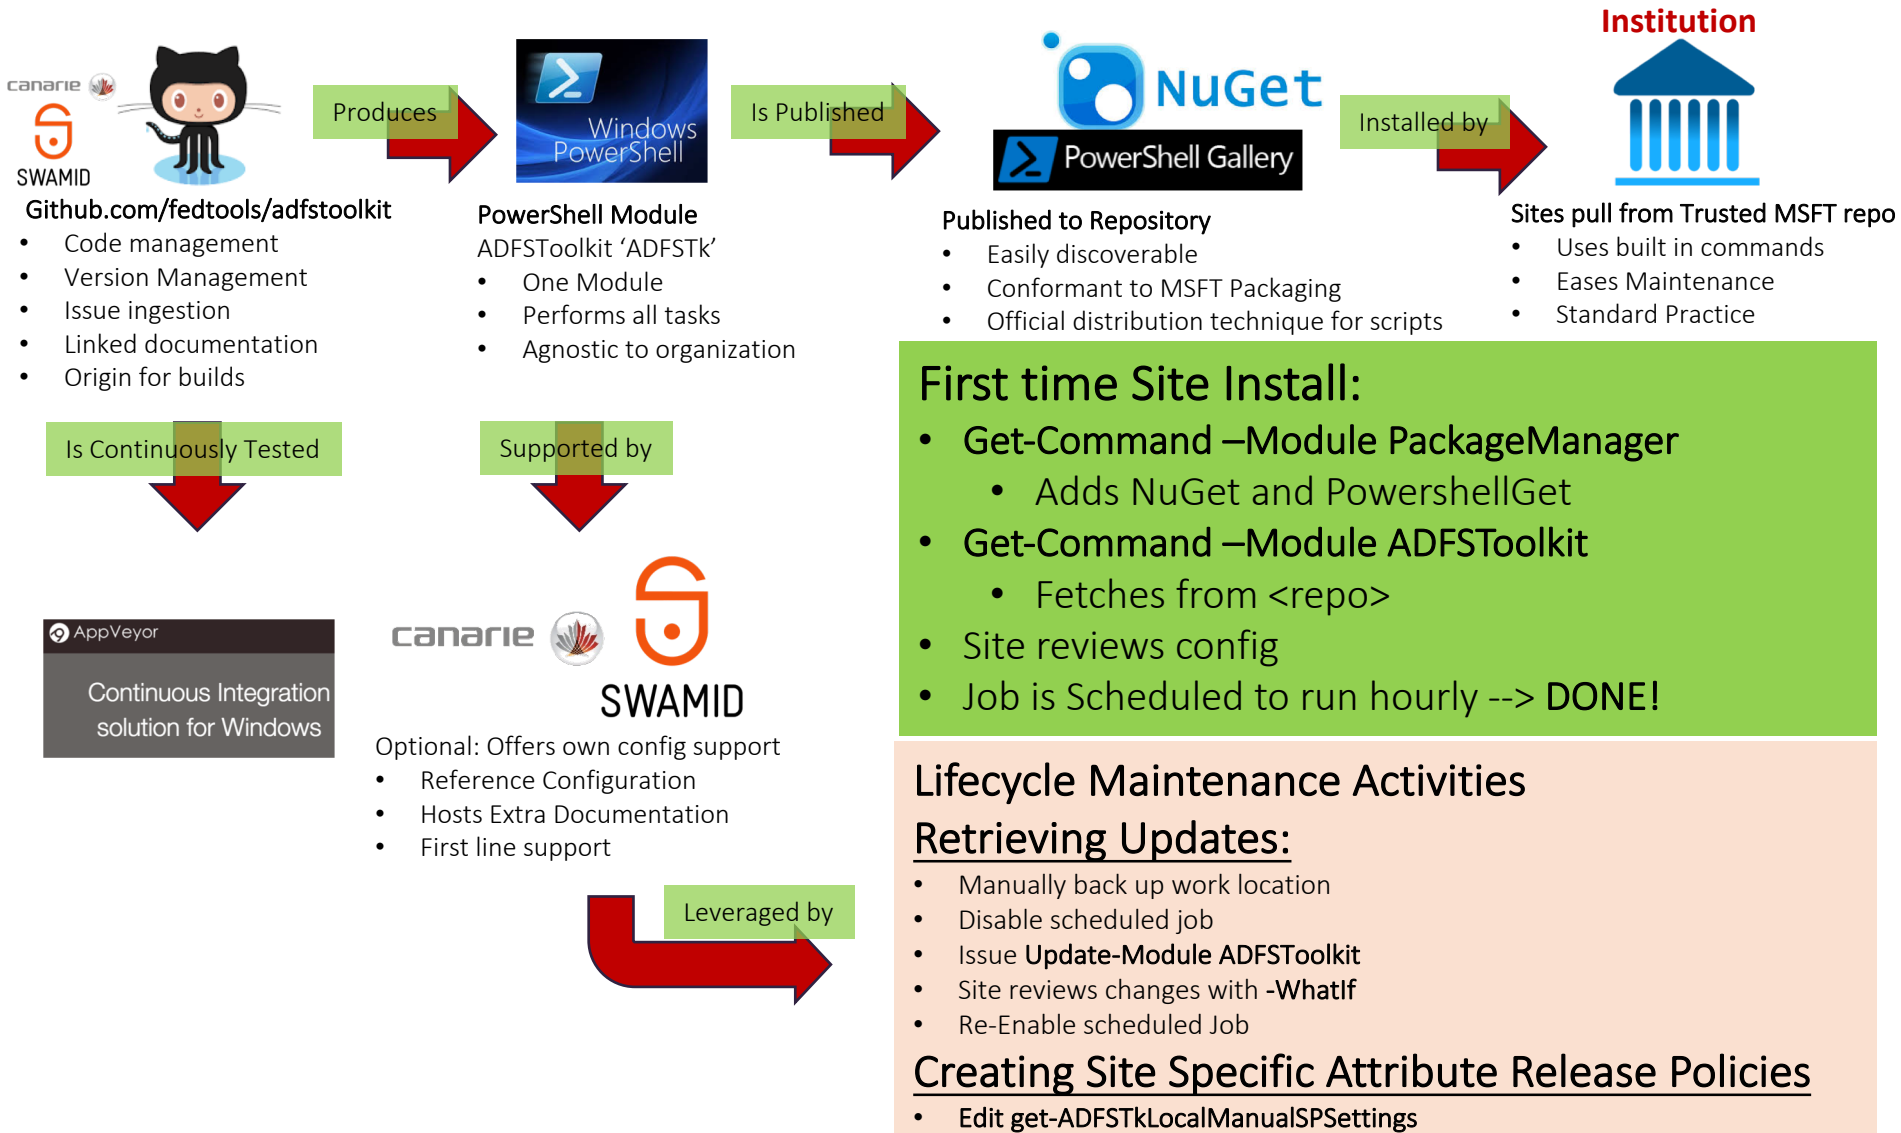 Institution
canarie
SWAMID
Produces
Windows
PowerShell
Is Published
NuGet
PowerShell Gallery
Installed by
Github.com/fedtools/adfstoolkit
• Code management
• Version Management
• Issue ingestion
• Linked documentation
• Origin for builds
PowerShell Module
ADFSToolkit ‘ADFSTk’
• One Module
• Performs all tasks
• Agnostic to organization
Published to Repository
• Easily discoverable
• Conformant to MSFT Packaging
• Official distribution technique for scripts
Sites pull from Trusted MSFT repo
• Uses built in commands
• Eases Maintenance
• Standard Practice
Is Continuously Tested
Supported by
AppVeyor
Continuous Integration
solution for Windows
canarie
SWAMID
Optional: Offers own config support
• Reference Configuration
• Hosts Extra Documentation
• First line support
Leveraged by
First time Site Install:
• Get-Command –Module PackageManager
• Adds NuGet and PowershellGet
• Get-Command –Module ADFSToolkit
• Fetches from <repo>
• Site reviews config
• Job is Scheduled to run hourly --> DONE!
Lifecycle Maintenance Activities
Retrieving Updates:
• Manually back up work location
• Disable scheduled job
• Issue Update-Module ADFSToolkit
• Site reviews changes with -WhatIf
• Re-Enable scheduled Job
Creating Site Specific Attribute Release Policies
• Edit get-ADFSTkLocalManualSPSettings